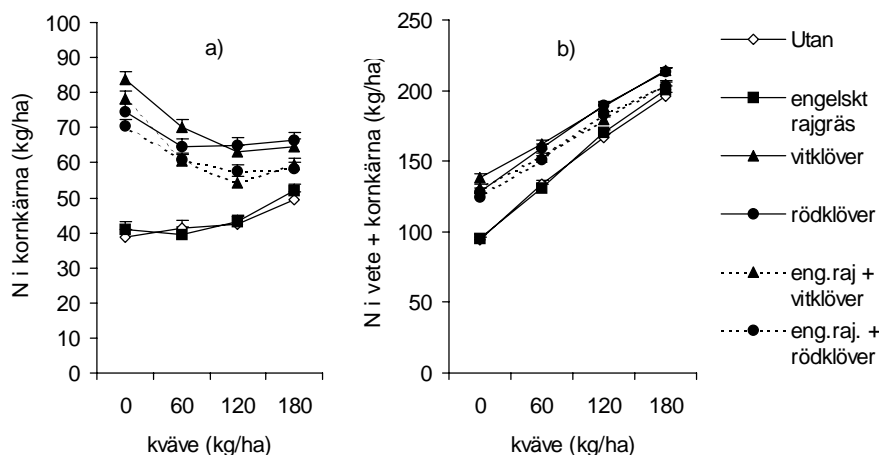 a)
N i kornkärna (kg/ha)
100
90
80
70
60
50
40
30
20
10
0
0 60 120 180
kväve (kg/ha)
b)
N i vete + kornkärna (kg/ha)
250
200
150
100
50
0
0 60 120 180
kväve (kg/ha)
Utan
engelskt
rajgräs
vitklöver
rödklöver
eng.raj +
vitklöver
eng.raj. +
rödklöver